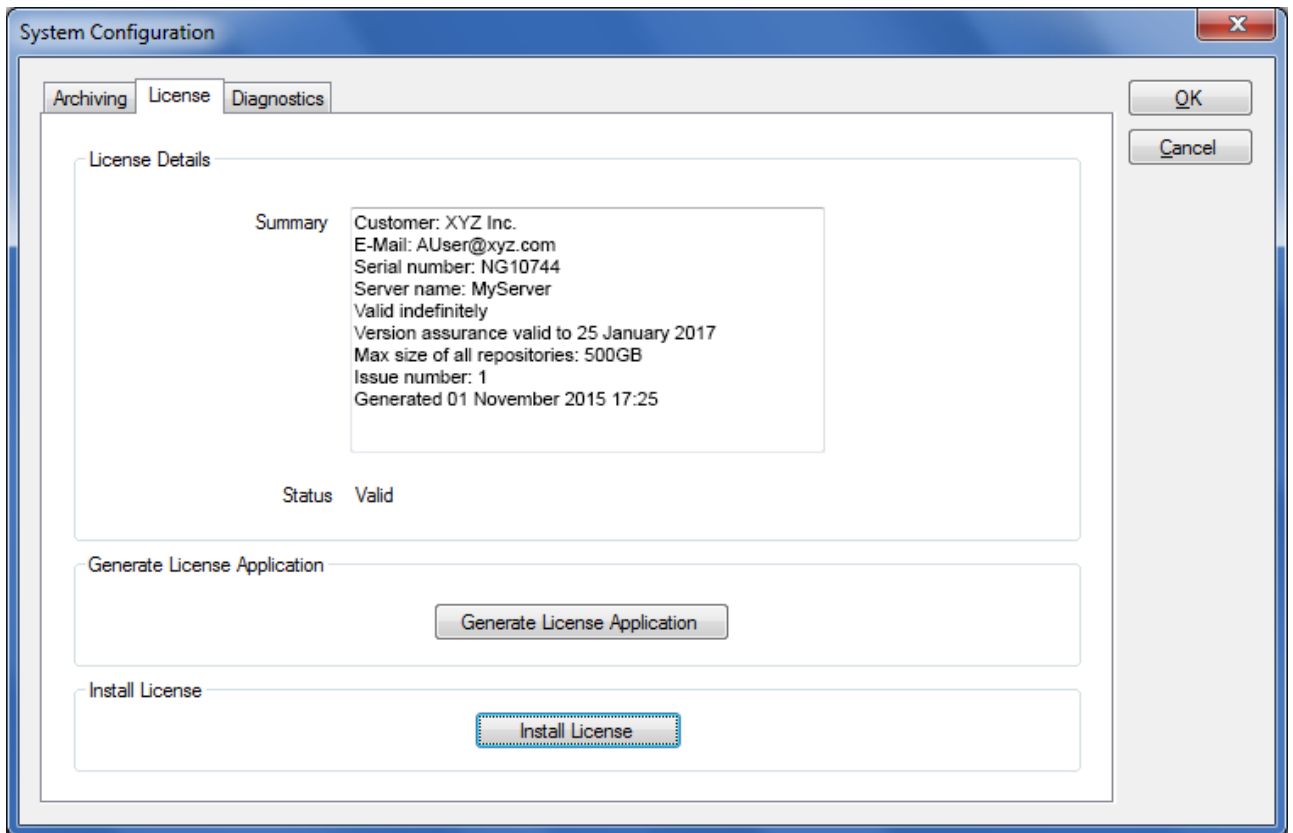 System Configuration
Archiving License Diagnostics
OK
Cancel
License Details
Summary
Customer: XYZ Inc.
E-Mail: AUser@xyz.com
Serial number: NG10744
Server name: MyServer
Valid indefinitely
Version assurance valid to 25 January 2017
Max size of all repositories: 500GB
Issue number: 1
Generated 01 November 2015 17:25
Status Valid
Generate License Application
Generate License Application
Install License
Install License